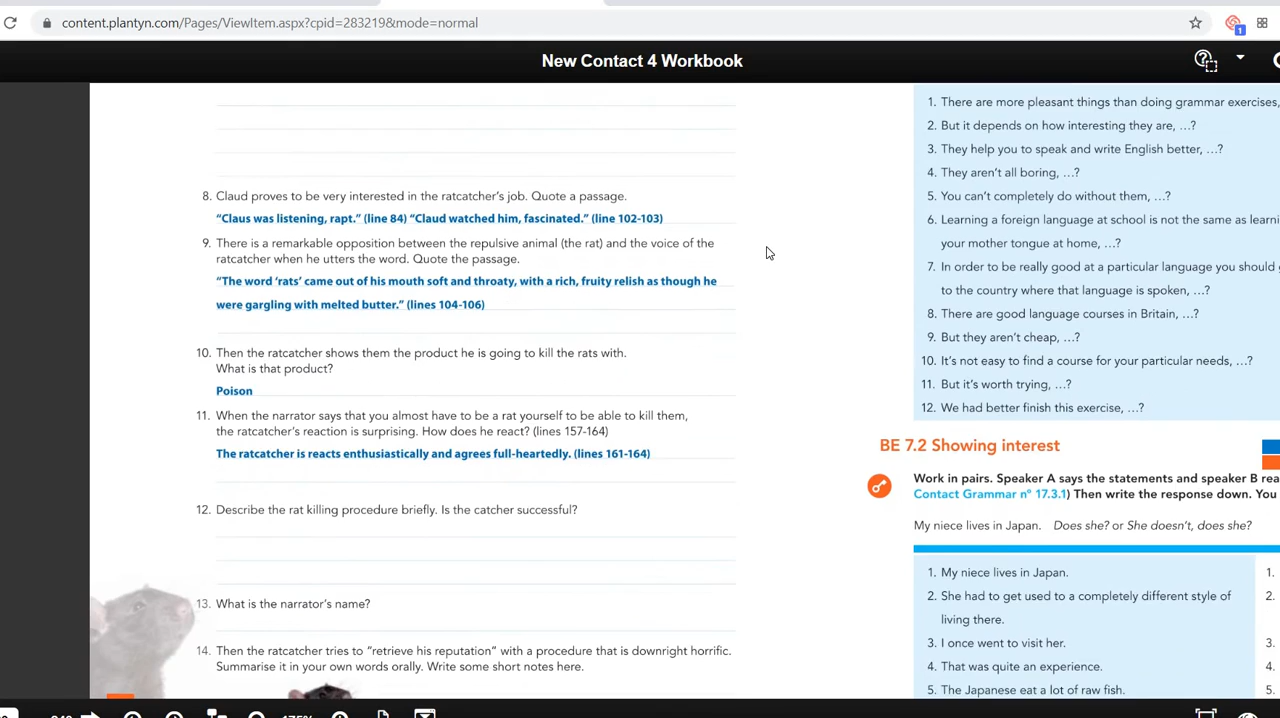 content.plantyn.com/Pages/ViewItem.aspx?cpid=283219&mode=normal
1
New Contact 4 Workbook
8. Claud proves to be very interested in the ratcatcher's job. Quote a passage.
"Claus was listening, rapt." (line 84) "Claud watched him, fascinated." (line 102-103)
9. There is a remarkable opposition between the repulsive animal (the rat) and the voice of the
ratcatcher when he utters the word. Quote the passage.
"The word 'rats' came out of his mouth soft and throaty, with a rich, fruity relish as though he
were gargling with melted butter." (lines 104-106)
10. Then the ratcatcher shows them the product he is going to kill the rats with.
What is that product?
Poison
11. When the narrator says that you almost have to be a rat yourself to be able to kill them,
the ratcatcher's reaction is surprising. How does he react? (lines 157-164)
The ratcatcher is reacts enthusiastically and agrees full-heartedly. (lines 161-164)
12. Describe the rat killing procedure briefly. Is the catcher successful?
13. What is the narrator's name?
14. Then the ratcatcher tries to "retrieve his reputation" with a procedure that is downright horrific.
Summarise it in your own words orally. Write some short notes here.
1. There are more pleasant things than doing grammar exercises,
2. But it depends on how interesting they are, …?
3. They help you to speak and write English better, …?
4. They aren't all boring, …?
5. You can't completely do without them, …?
6. Learning a foreign language at school is not the same as learni
your mother tongue at home, …?
7. In order to be really good at a particular language you should
to the country where that language is spoken, …?
8. There are good language courses in Britain, …?
9. But they aren't cheap, …?
10. It's not easy to find a course for your particular needs, …?
11. But it's worth trying, …?
12. We had better finish this exercise, …?
BE 7.2 Showing interest
Work in pairs. Speaker A says the statements and speaker B rea
Contact Grammar n° 17.3.1) Then write the response down. You
My niece lives in Japan. Does she? or She doesn't, does she?
1. My niece lives in Japan.
2. She had to get used to a completely different style of
living there.
3. I once went to visit her.
4. That was quite an experience.
5. The Japanese eat a lot of raw fish.
1.
2.
3.
4.
5.